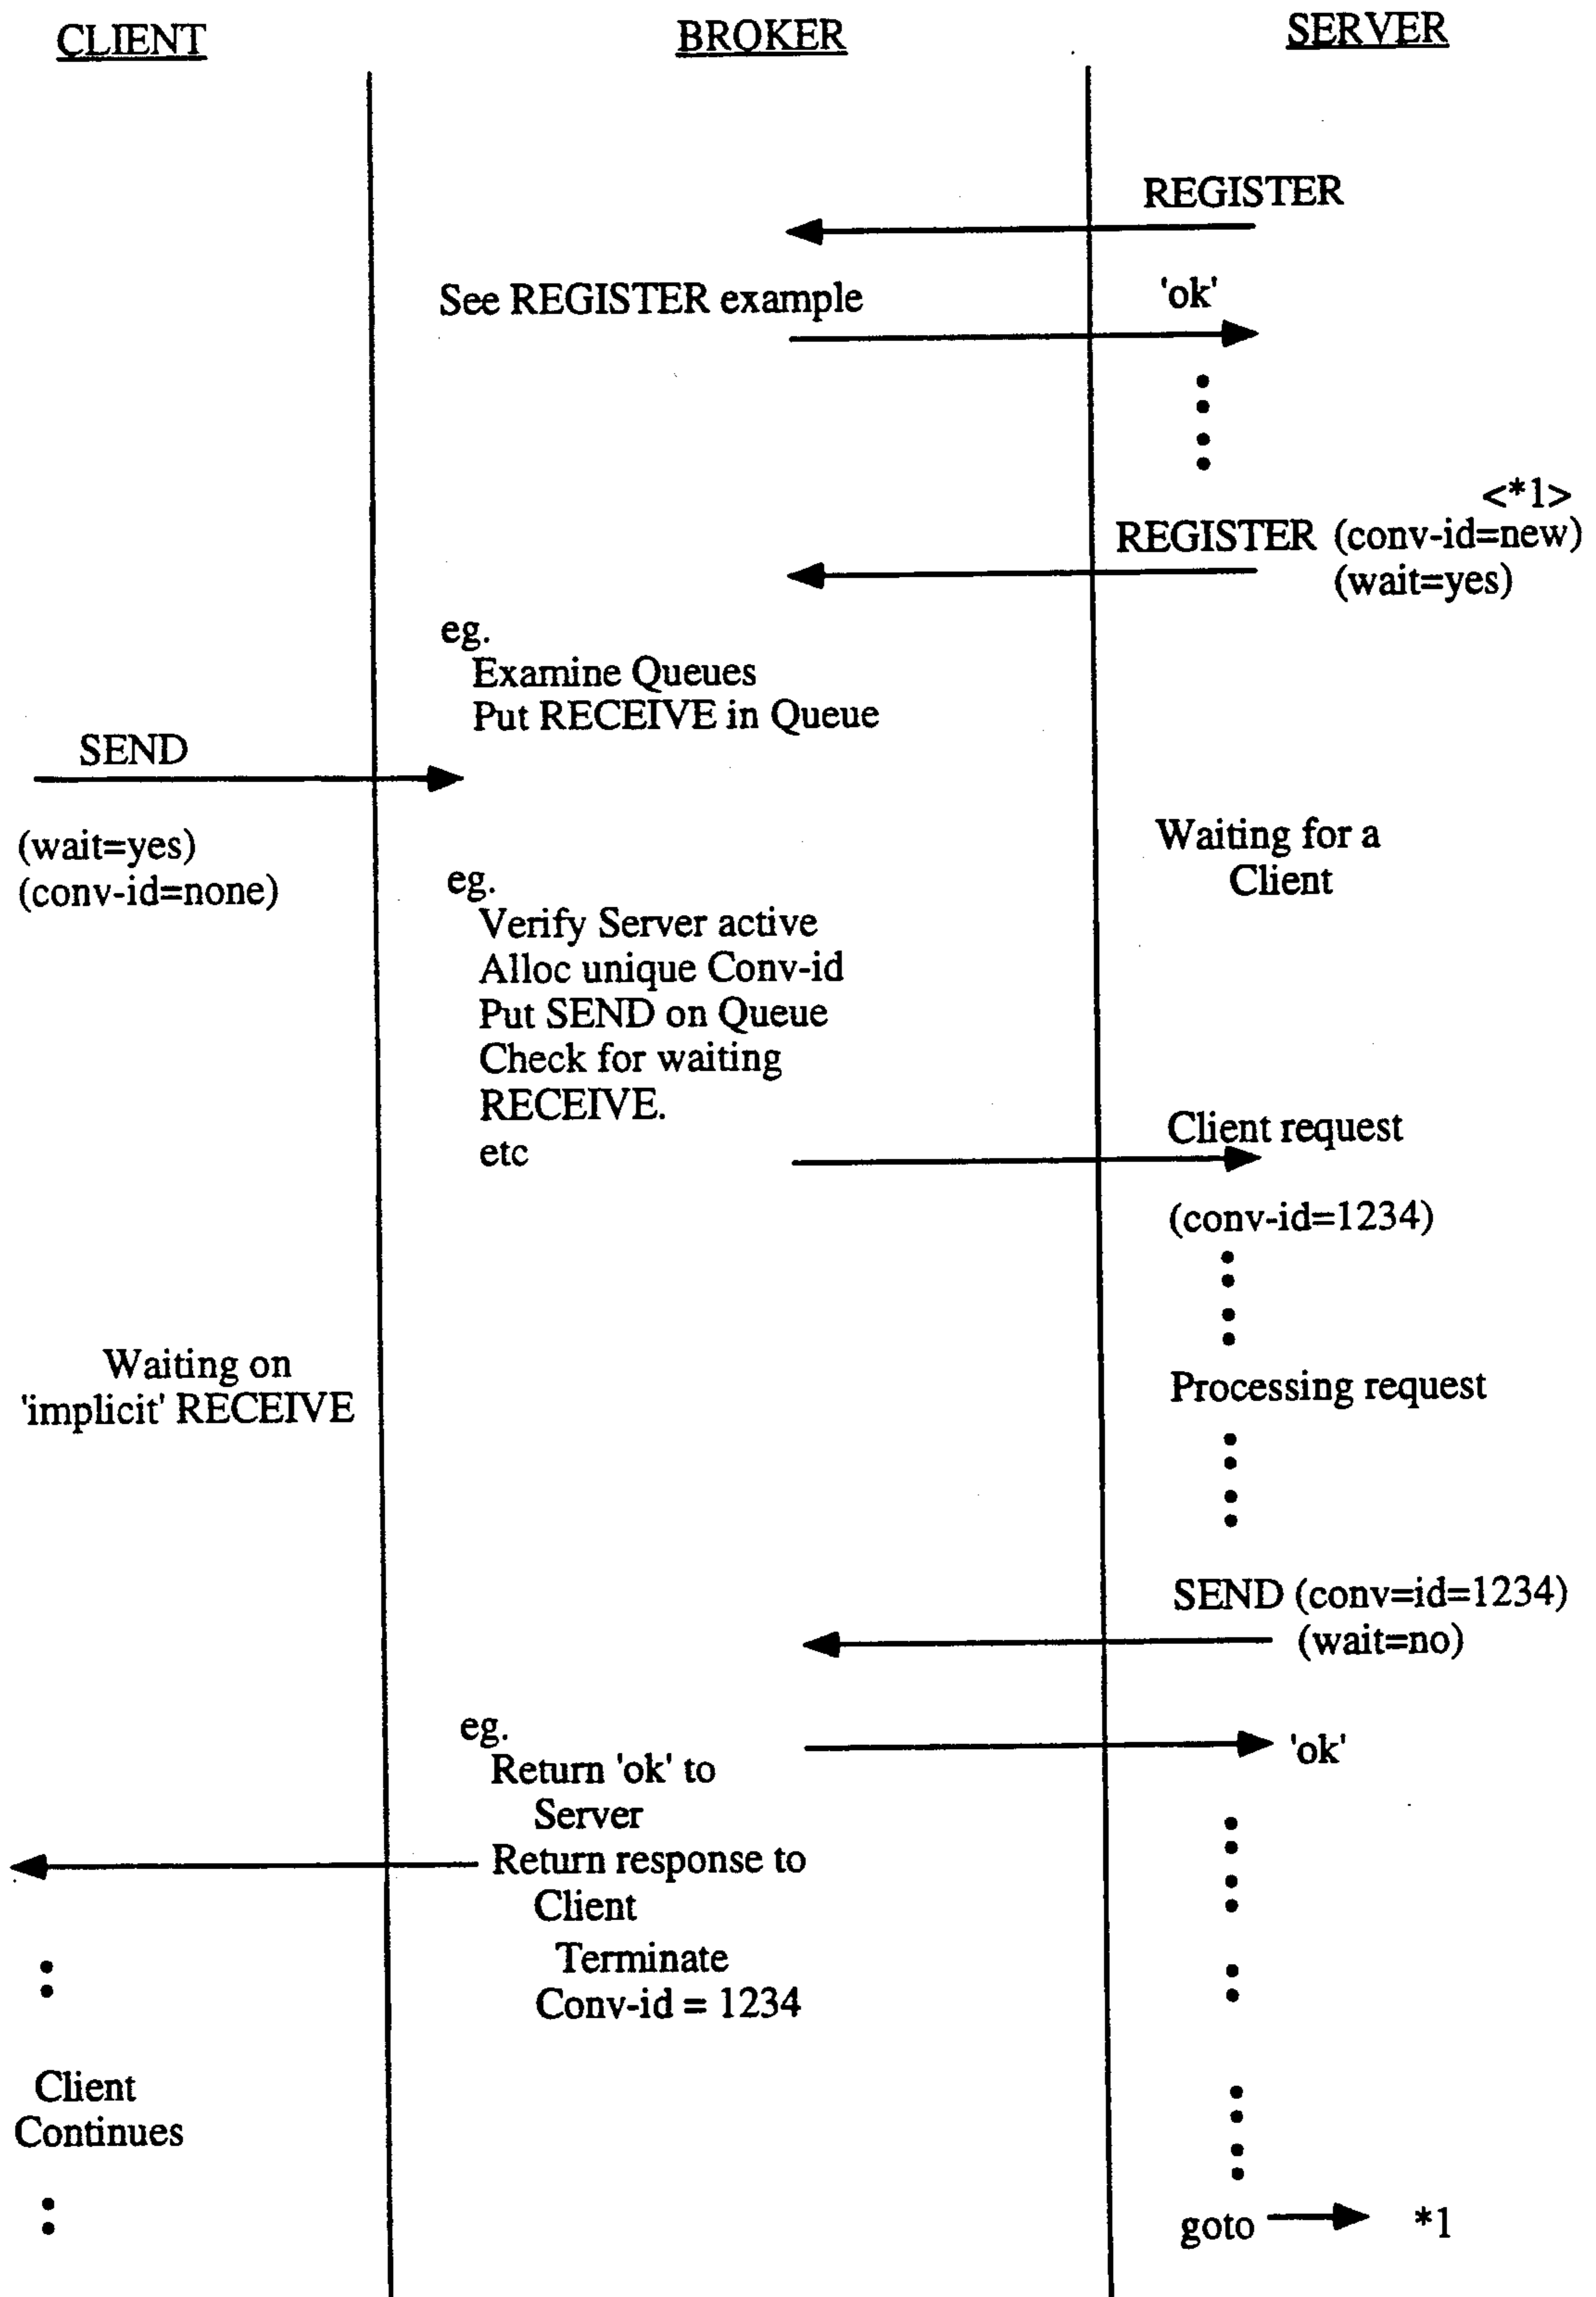 CLIENT
BROKER
SERVER
REGISTER
See REGISTER example
'ok'
<*1>
REGISTER (conv-id=new)
(wait=yes)
eg.
Examine Queues
Put RECEIVE in Queue
SEND
(wait=yes)
(conv-id=none)
Waiting for a
Client
eg.
Verify Server active
Alloc unique Conv-id
Put SEND on Queue
Check for waiting
RECEIVE.
etc
Client request
(conv-id=1234)
Waiting on
'implicit' RECEIVE
Processing request
SEND (conv=id=1234)
(wait=no)
eg.
Return 'ok' to
Server
'ok'
Return response to
Client
Terminate
Conv-id = 1234
Client
Continues
goto
*1